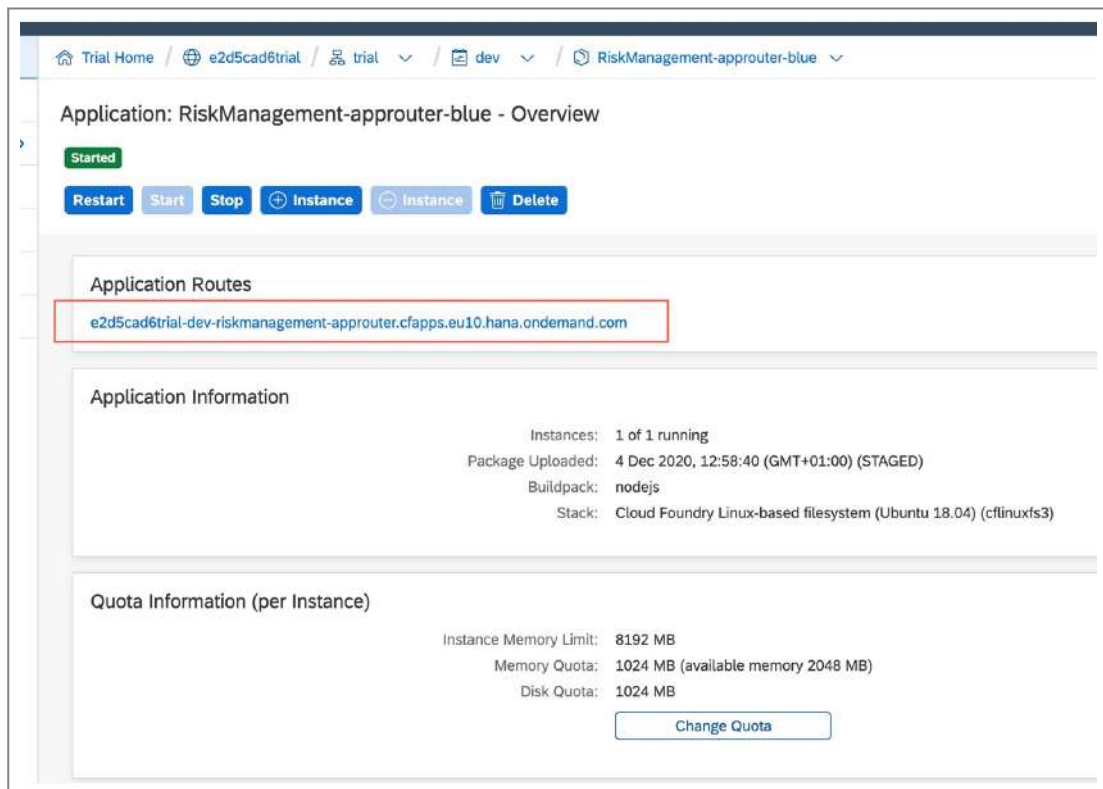 Trial Home / e2d5cad6trial / trial / dev / RiskManagement-approuter-blue
Application: RiskManagement-approuter-blue - Overview
Started
Restart Start Stop Instance Instance Delete
Application Routes
e2d5cad6trial-dev-riskmanagement-approuter.cfapps.eu10.hana.ondemand.com
Application Information
Instances: 1 of 1 running
Package Uploaded: 4 Dec 2020, 12:58:40 (GMT+01:00) (STAGED)
Buildpack: nodejs
Stack: Cloud Foundry Linux-based filesystem (Ubuntu 18.04) (cflinuxfs3)
Quota Information (per Instance)
Instance Memory Limit: 8192 MB
Memory Quota: 1024 MB (available memory 2048 MB)
Disk Quota: 1024 MB
Change Quota